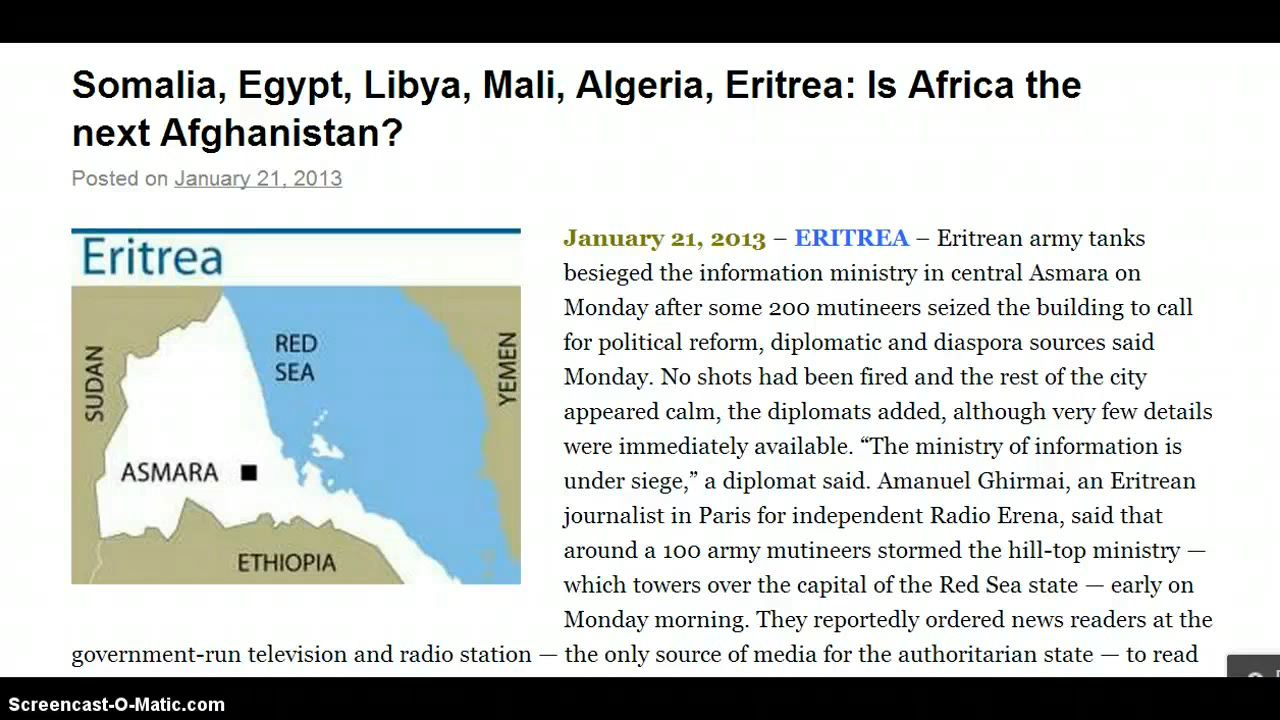 Somalia, Egypt, Libya, Mali, Algeria, Eritrea: Is Africa the
next Afghanistan?
Posted on January 21, 2013
Eritrea
SUDAN
RED
SEA
YEMEN
ASMARA
ETHIOPIA
January 21, 2013 – ERITREA – Eritrean army tanks
besieged the information ministry in central Asmara on
Monday after some 200 mutineers seized the building to call
for political reform, diplomatic and diaspora sources said
Monday. No shots had been fired and the rest of the city
appeared calm, the diplomats added, although very few details
were immediately available. “The ministry of information is
under siege,” a diplomat said. Amanuel Ghirmai, an Eritrean
journalist in Paris for independent Radio Erena, said that
around a 100 army mutineers stormed the hill-top ministry —
which towers over the capital of the Red Sea state — early on
Monday morning. They reportedly ordered news readers at the
government-run television and radio station — the only source of media for the authoritarian state — to read
Screencast-O-Matic.com